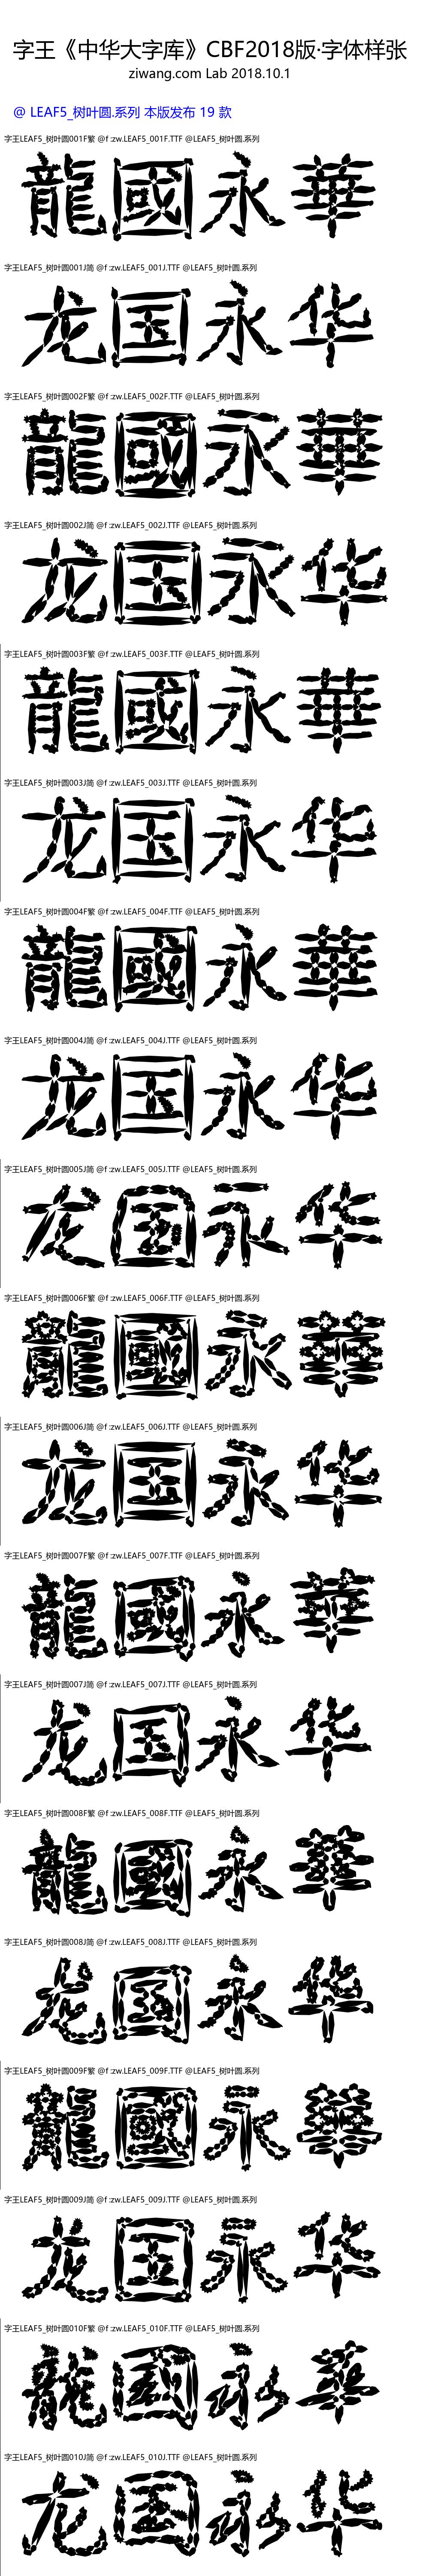 字王《中华大字库》CBF2018版·字体样张
ziwang.com Lab 2018.10.1
@ LEAF5_树叶圆.系列 本版发布 19 款
字王LEAF5_树叶圆001F繁 @f :zw.LEAF5_001F.TTF @LEAF5_树叶圆.系列
龍國永華
字王LEAF5_树叶圆001J简 @f :zw.LEAF5_001J.TTF @LEAF5_树叶圆.系列
龙国永华
字王LEAF5_树叶圆002F繁 @f :zw.LEAF5_002F.TTF @LEAF5_树叶圆.系列
龍國永華
字王LEAF5_树叶圆002J简 @f :zw.LEAF5_002J.TTF @LEAF5_树叶圆.系列
龙国永华
字王LEAF5_树叶圆003F繁 @f :zw.LEAF5_003F.TTF @LEAF5_树叶圆.系列
龍國永華
字王LEAF5_树叶圆003J简 @f :zw.LEAF5_003J.TTF @LEAF5_树叶圆.系列
龙国永华
字王LEAF5_树叶圆004F繁 @f :zw.LEAF5_004F.TTF @LEAF5_树叶圆.系列
龍國永華
字王LEAF5_树叶圆004J简 @f :zw.LEAF5_004J.TTF @LEAF5_树叶圆.系列
龙国永华
字王LEAF5_树叶圆005J简 @f :zw.LEAF5_005J.TTF @LEAF5_树叶圆.系列
龙国永华
字王LEAF5_树叶圆006F繁 @f :zw.LEAF5_006F.TTF @LEAF5_树叶圆.系列
龍國永華
字王LEAF5_树叶圆006J简 @f :zw.LEAF5_006J.TTF @LEAF5_树叶圆.系列
龙国永华
字王LEAF5_树叶圆007F繁 @f :zw.LEAF5_007F.TTF @LEAF5_树叶圆.系列
龍國永華
字王LEAF5_树叶圆007J简 @f :zw.LEAF5_007J.TTF @LEAF5_树叶圆.系列
龙国永华
字王LEAF5_树叶圆008F繁 @f :zw.LEAF5_008F.TTF @LEAF5_树叶圆.系列
龍國永華
字王LEAF5_树叶圆008J简 @f :zw.LEAF5_008J.TTF @LEAF5_树叶圆.系列
龙国永华
字王LEAF5_树叶圆009F繁 @f :zw.LEAF5_009F.TTF @LEAF5_树叶圆.系列
龍國永華
字王LEAF5_树叶圆009J简 @f :zw.LEAF5_009J.TTF @LEAF5_树叶圆.系列
龙国永华
字王LEAF5_树叶圆010F繁 @f :zw.LEAF5_010F.TTF @LEAF5_树叶圆.系列
龍國永華
字王LEAF5_树叶圆010J简 @f :zw.LEAF5_010J.TTF @LEAF5_树叶圆.系列
龙国永华